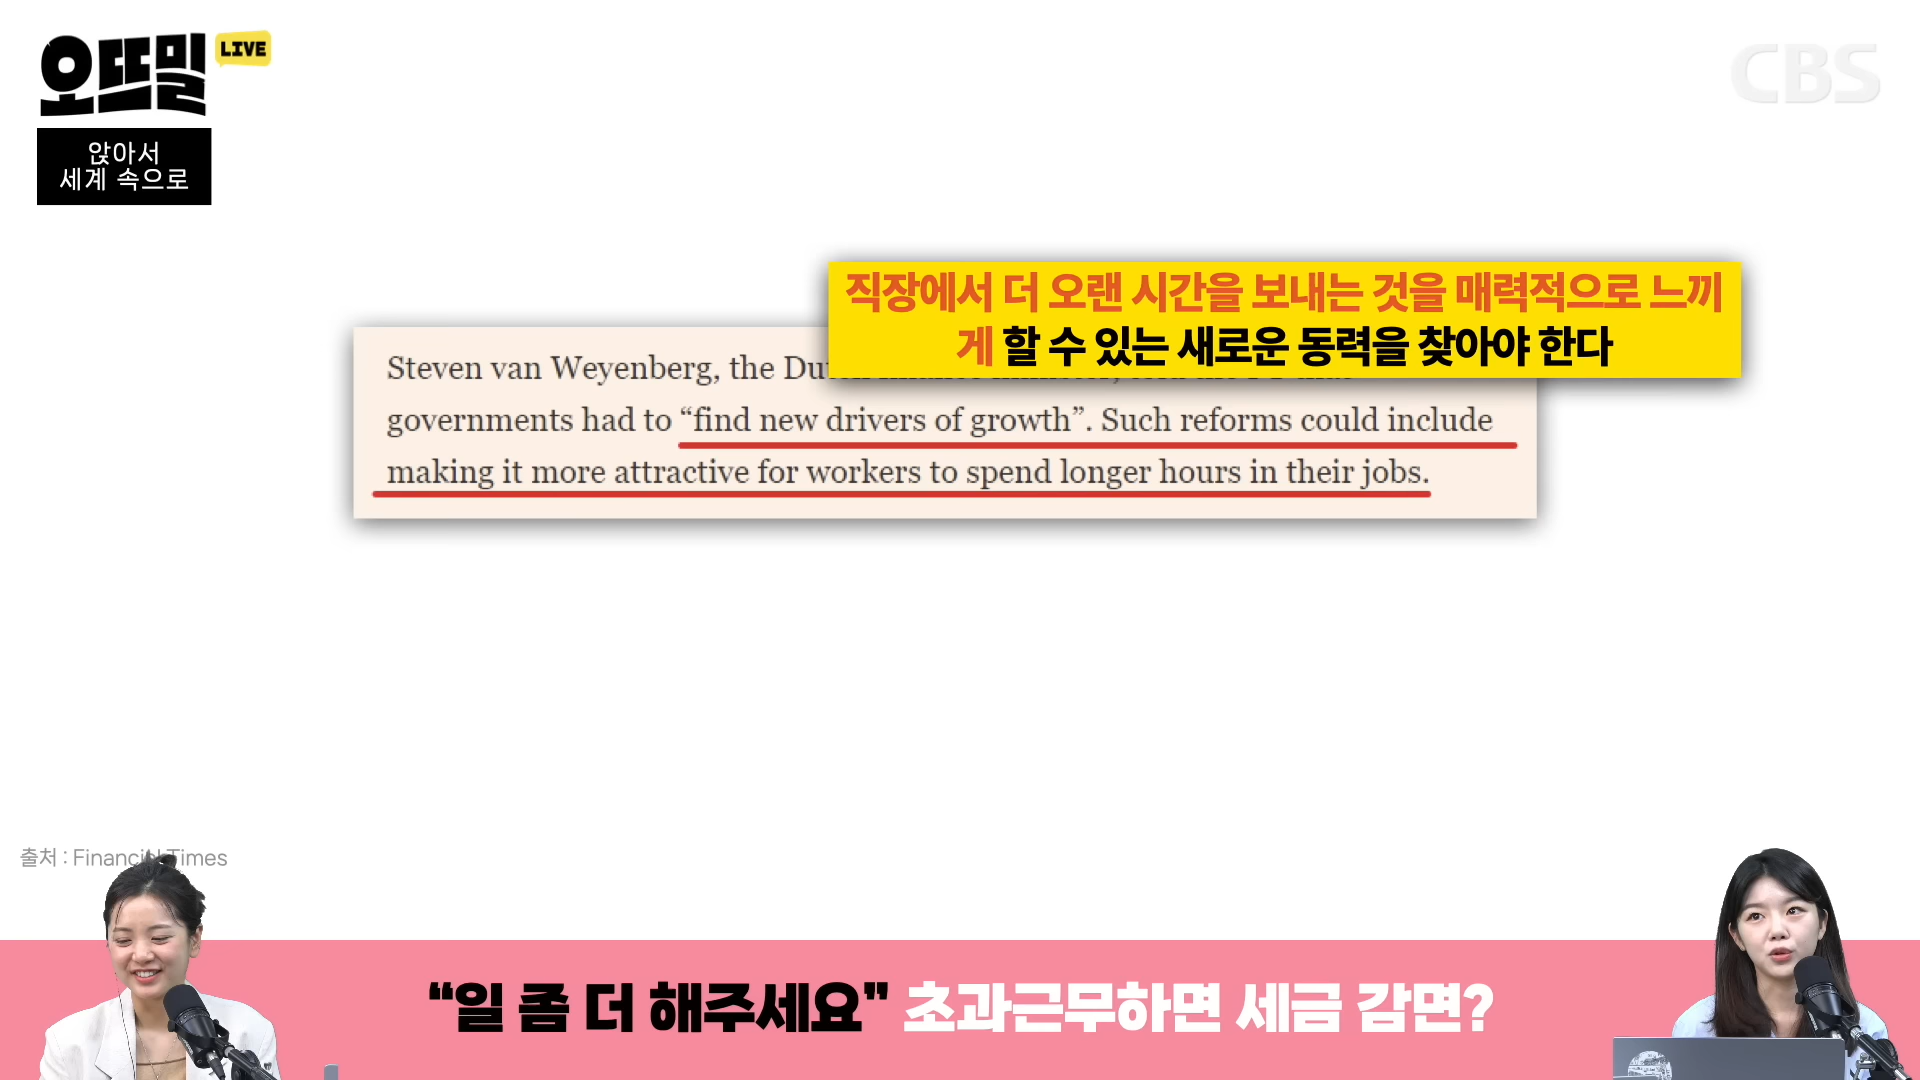 오뜨밀 LIVE
CBS
앉아서
세계 속으로
직장에서 더 오랜 시간을 보내는 것을 매력적으로 느끼
게 할 수 있는 새로운 동력을 찾아야 한다
Steven van Weyenberg, the
governments had to “find new drivers of growth”. Such reforms could include
making it more attractive for workers to spend longer hours in their jobs.
출처 : Financial Times
“일 좀 더 해주세요” 초과근무하면 세금 감면?